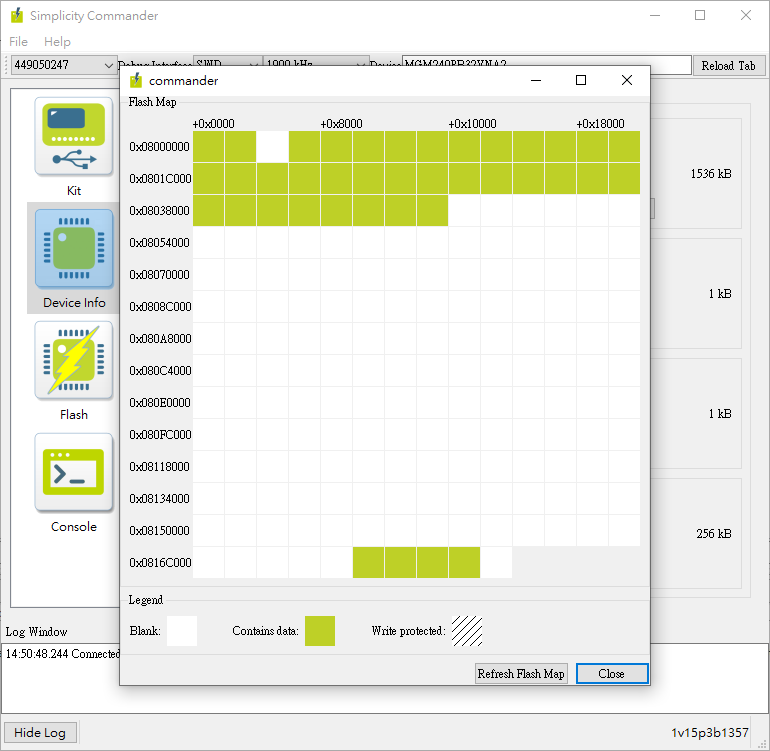 Simplicity Commander
File Help
449050247 Debug Interface SWD 1000 kHz Device MGM240PB32VNA2 Reload Tab
commander
Flash Map
+0x0000 +0x8000 +0x10000 +0x18000
0x08000000
0x0801C000
0x08038000
0x08054000
0x08070000
0x0808C000
0x080A8000
0x080C4000
0x080E0000
0x080FC000
0x08118000
0x08134000
0x08150000
0x0816C000
Legend
Blank: Contains data: Write protected:
Refresh Flash Map Close
Kit
Device Info
Flash
Console
1536 kB
1 kB
1 kB
256 kB
Log Window
14:50:48.244 Connected
Hide Log 1v15p3b1357